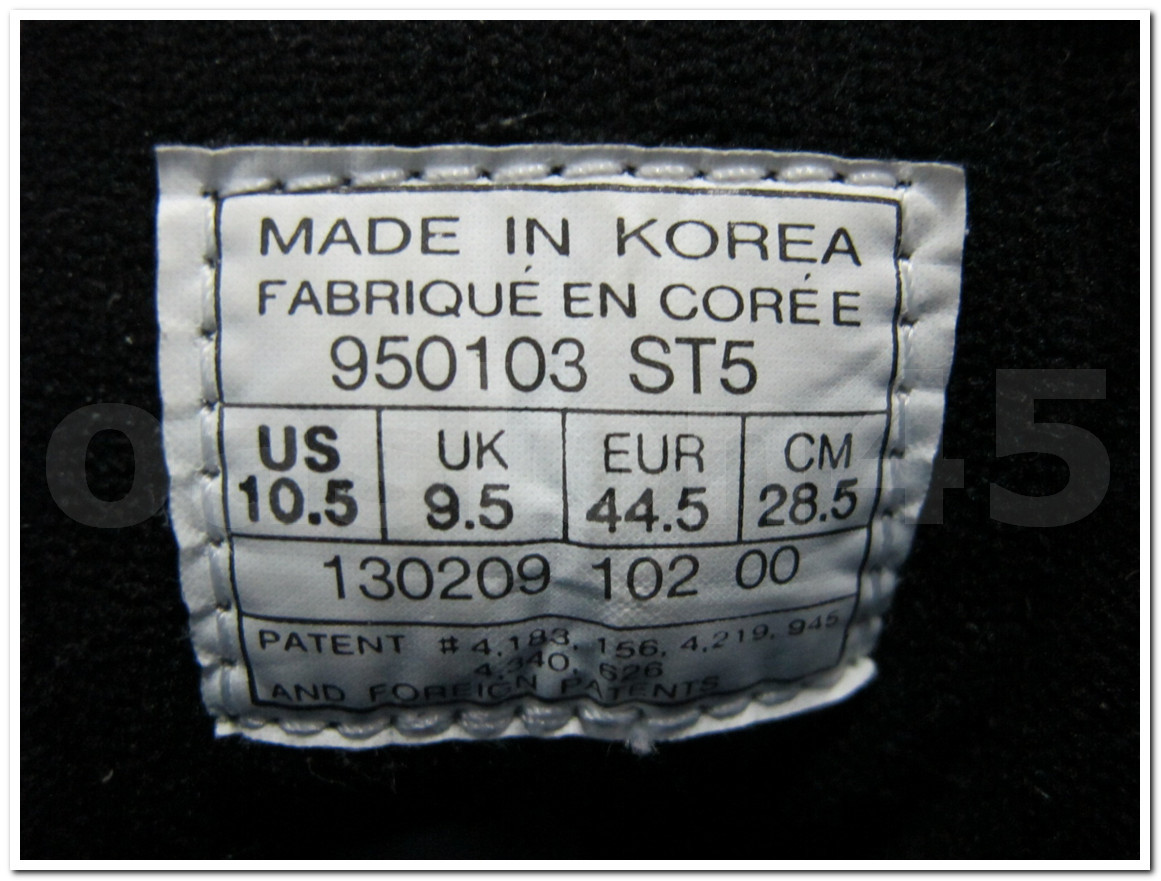 MADE IN KOREA
FABRIQUÉ EN CORÉE
950103 ST5
US UK EUR CM
10.5 9.5 44.5 28.5
130209 102 00
PATENT # 4,183, 156, 4,219, 945
4,340, 626
AND FOREIGN PATENTS